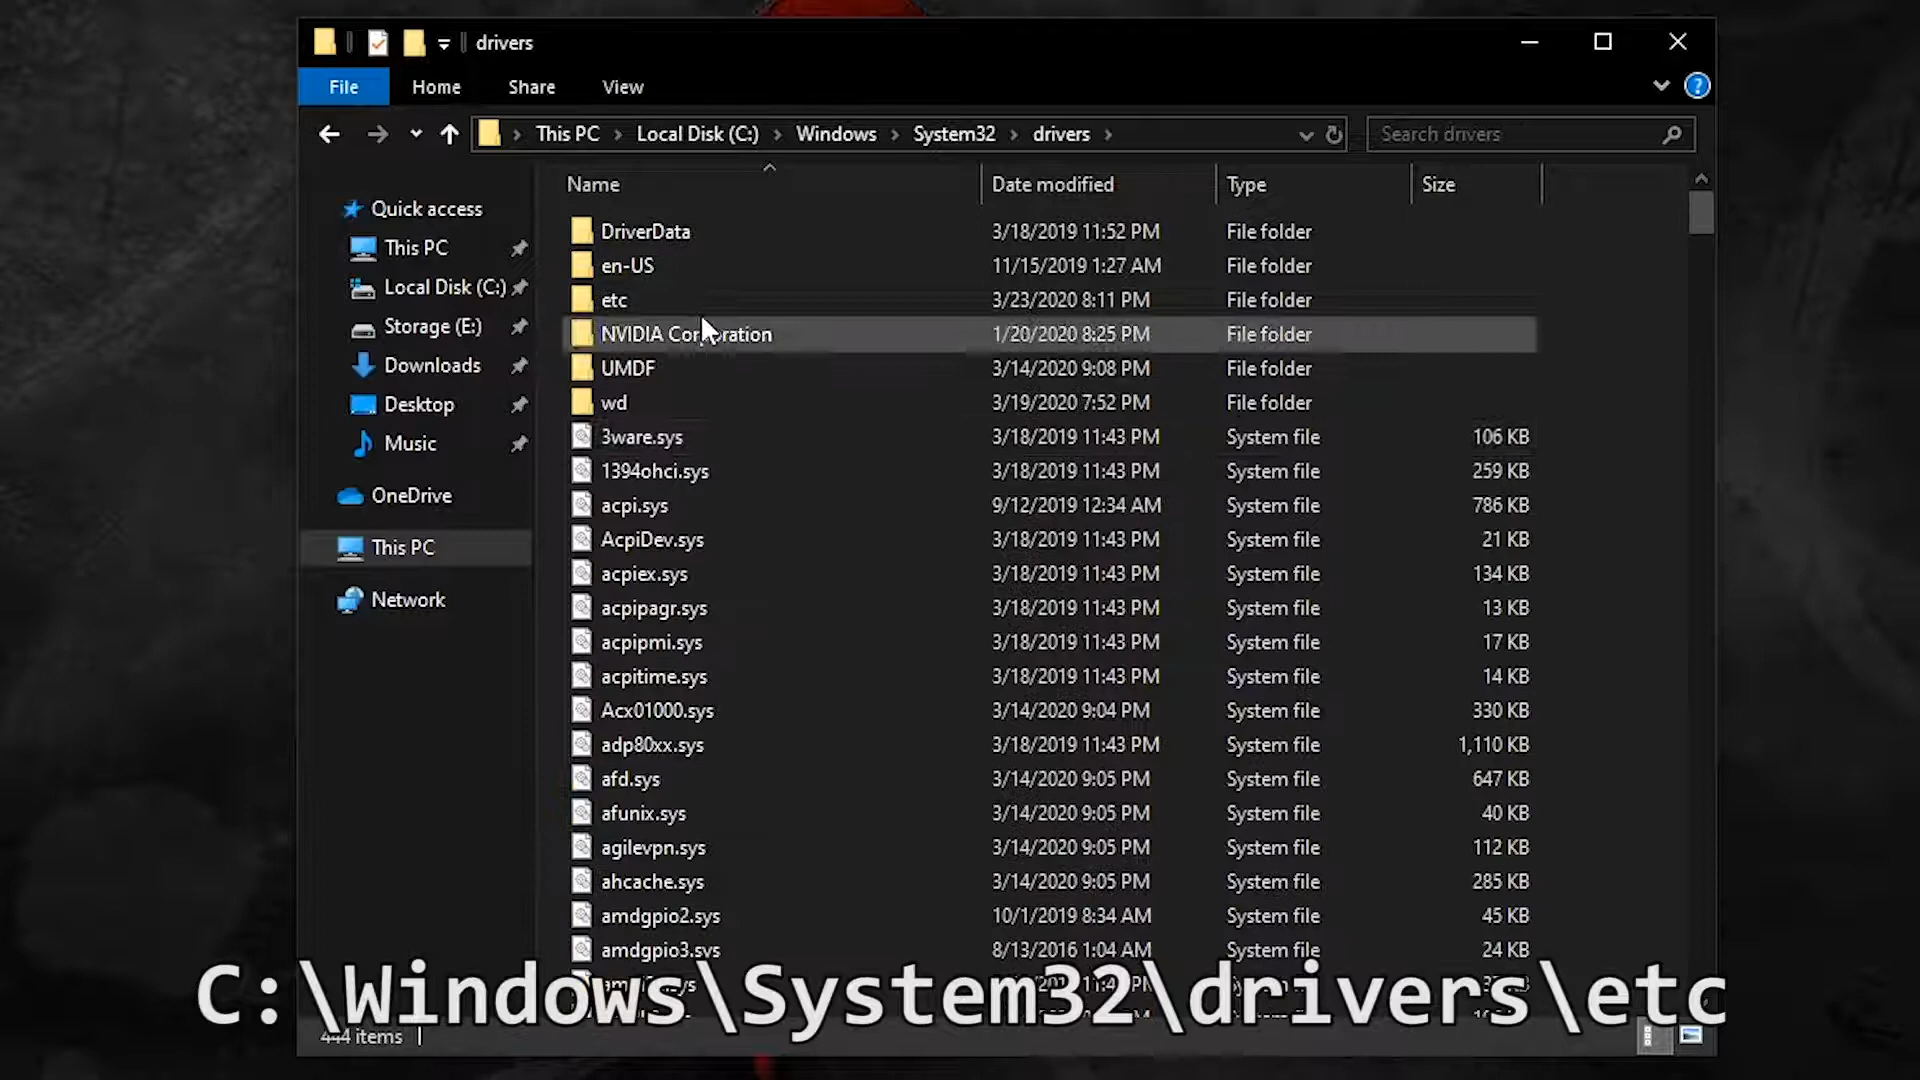 drivers
File Home Share View
This PC Local Disk (C:) Windows System32 drivers Search drivers
Name Date modified Type Size
Quick access
This PC
Local Disk (C:)
Storage (E:)
Downloads
Desktop
Music
OneDrive
This PC
Network
DriverData 3/18/2019 11:52 PM File folder
en-US 11/15/2019 1:27 AM File folder
etc 3/23/2020 8:11 PM File folder
NVIDIA Corporation 1/20/2020 8:25 PM File folder
UMDF 3/14/2020 9:08 PM File folder
wd 3/19/2020 7:52 PM File folder
3ware.sys 3/18/2019 11:43 PM System file 106 KB
1394ohci.sys 3/18/2019 11:43 PM System file 259 KB
acpi.sys 9/12/2019 12:34 AM System file 786 KB
AcpiDev.sys 3/18/2019 11:43 PM System file 21 KB
acpiex.sys 3/18/2019 11:43 PM System file 134 KB
acpipagr.sys 3/18/2019 11:43 PM System file 13 KB
acpipmi.sys 3/18/2019 11:43 PM System file 17 KB
acpitime.sys 3/18/2019 11:43 PM System file 14 KB
Acx01000.sys 3/14/2020 9:04 PM System file 330 KB
adp80xx.sys 3/18/2019 11:43 PM System file 1,110 KB
afd.sys 3/14/2020 9:05 PM System file 647 KB
afunix.sys 3/14/2020 9:05 PM System file 40 KB
agilevpn.sys 3/14/2020 9:05 PM System file 112 KB
ahcache.sys 3/14/2020 9:05 PM System file 285 KB
amdgpio2.sys 10/1/2019 8:34 AM System file 45 KB
amdgpio3.sys 8/13/2016 1:04 AM System file 24 KB
C:\Windows\System32\drivers\etc
444 items